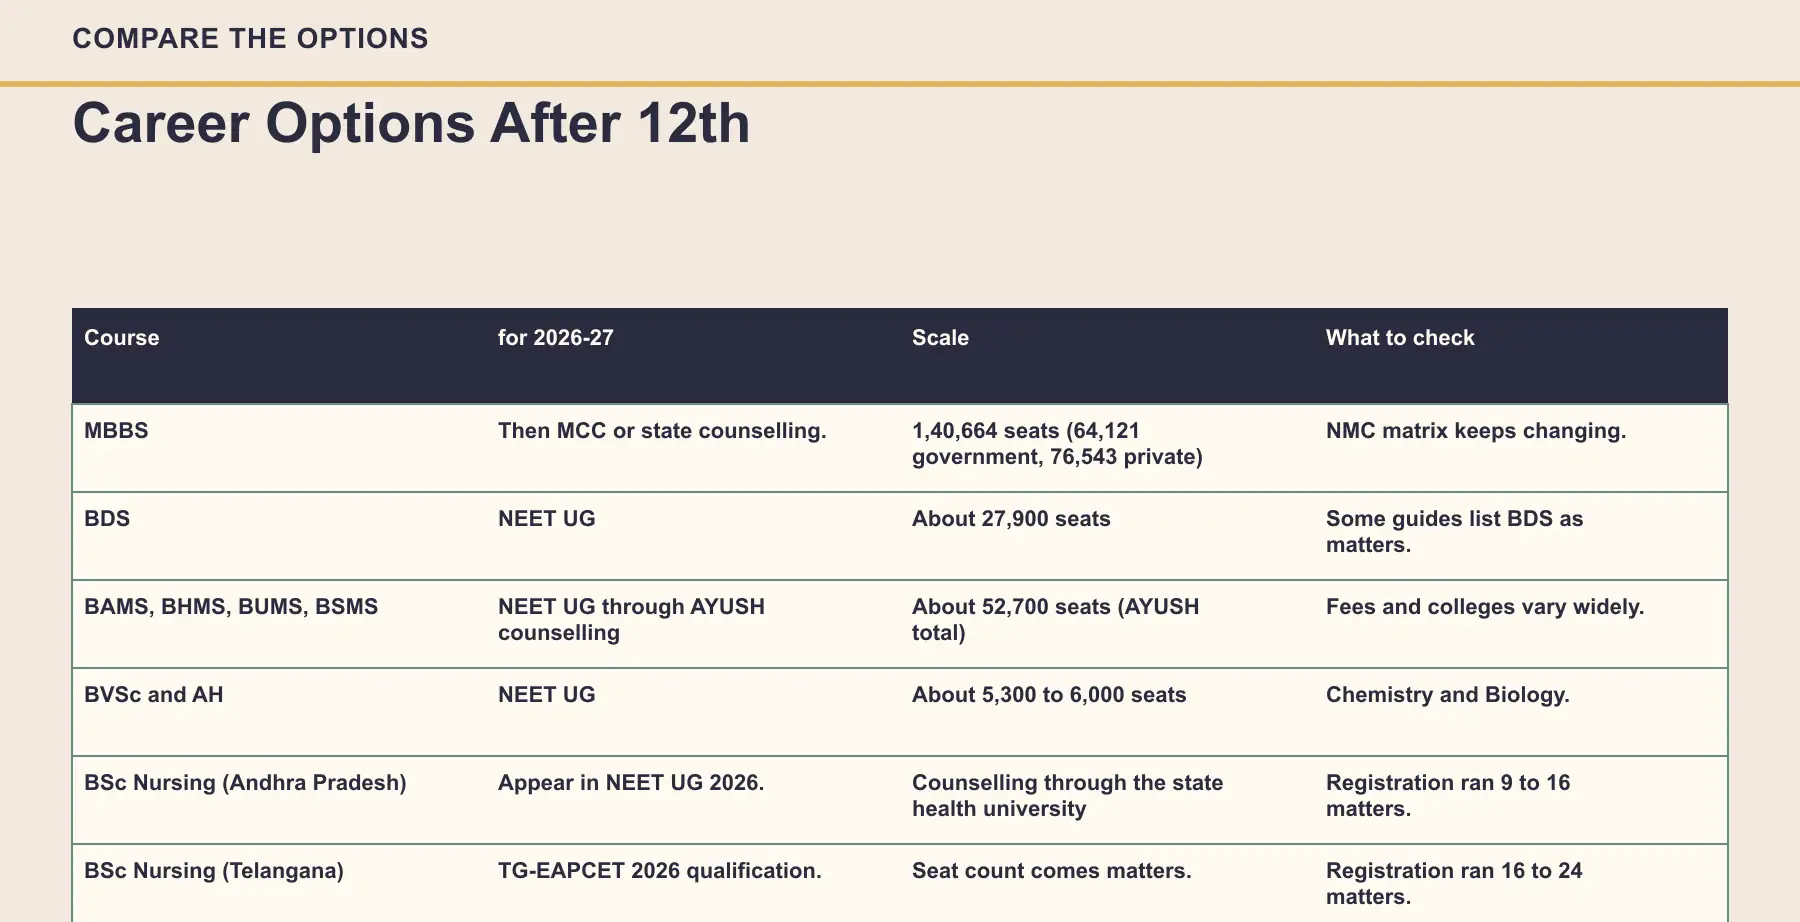 COMPARE THE OPTIONS
Career Options After 12th
Course for 2026-27 Scale What to check
MBBS Then MCC or state counselling. 1,40,664 seats (64,121 government, 76,543 private) NMC matrix keeps changing.
BDS NEET UG About 27,900 seats Some guides list BDS as matters.
BAMS, BHMS, BUMS, BSMS NEET UG through AYUSH counselling About 52,700 seats (AYUSH total) Fees and colleges vary widely.
BVSc and AH NEET UG About 5,300 to 6,000 seats Chemistry and Biology.
BSc Nursing (Andhra Pradesh) Appear in NEET UG 2026. Counselling through the state health university Registration ran 9 to 16 matters.
BSc Nursing (Telangana) TG-EAPCET 2026 qualification. Seat count comes matters. Registration ran 16 to 24 matters.